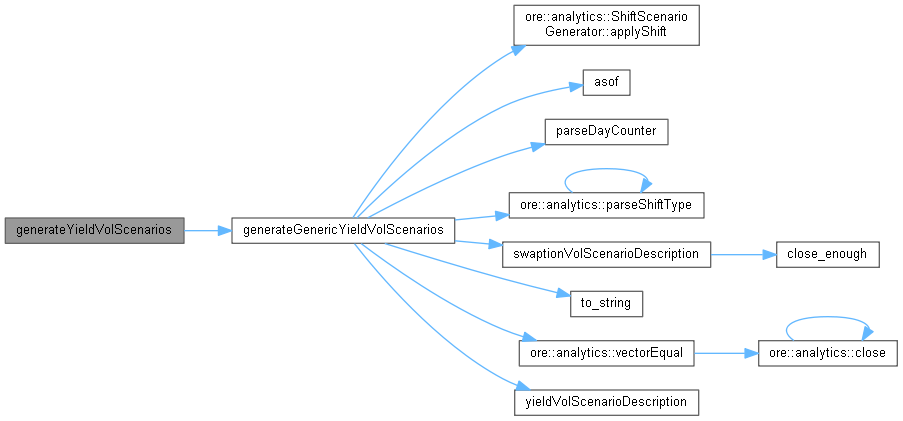 generateYieldVolScenarios
generateGenericYieldVolScenarios
ore::analytics::ShiftScenario
Generator::applyShift
asof
parseDayCounter
ore::analytics::parseShiftType
swaptionVolScenarioDescription
close_enough
to_string
ore::analytics::vectorEqual
ore::analytics::close
yieldVolScenarioDescription